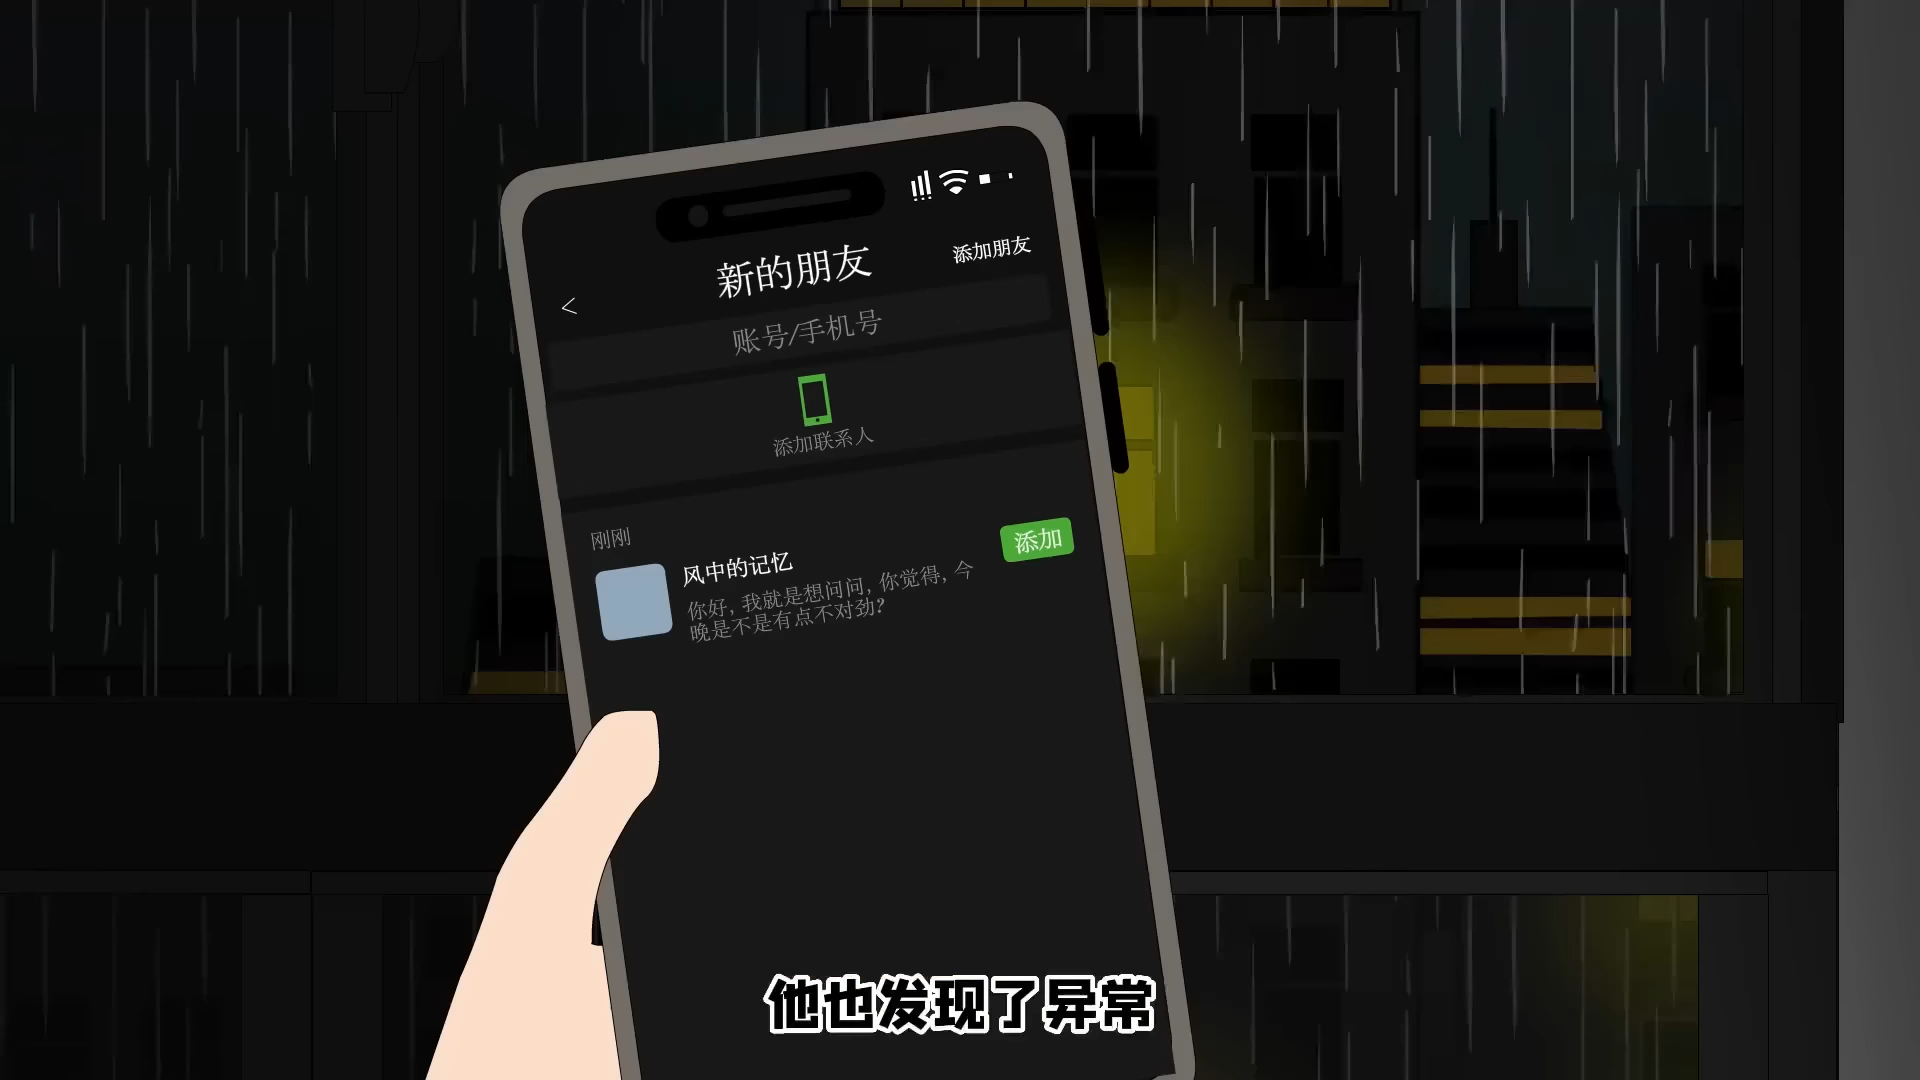 新的朋友
添加朋友
<
账号/手机号
添加联系人
刚刚
风中的记忆
添加
你好, 我就是想问问, 你觉得, 今
晚是不是有点不对劲?
他也发现了异常